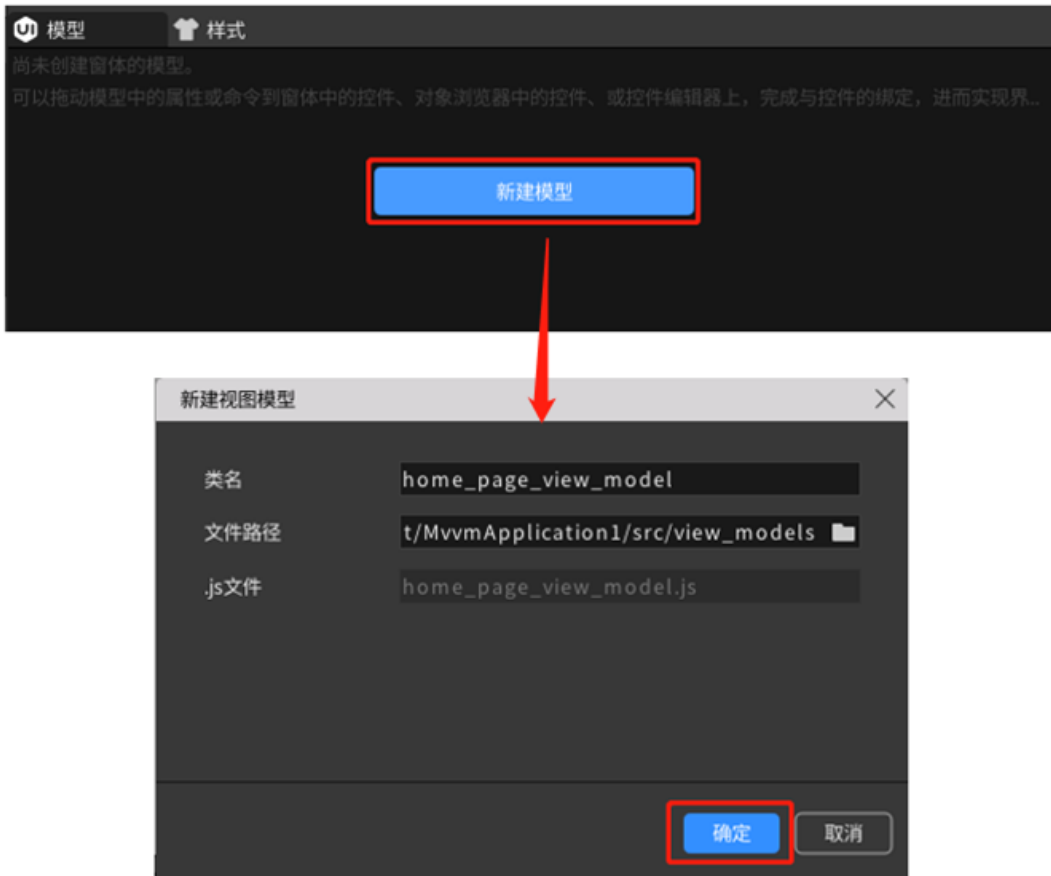 UI 模型 样式
尚未创建窗体的模型。
可以拖动模型中的属性或命令到窗体中的控件、对象浏览器中的控件、或控件编辑器上，完成与控件的绑定，进而实现界...
新建模型
新建视图模型
类名 home_page_view_model
文件路径 t/MvvmApplication1/src/view_models
.js文件 home_page_view_model.js
确定 取消